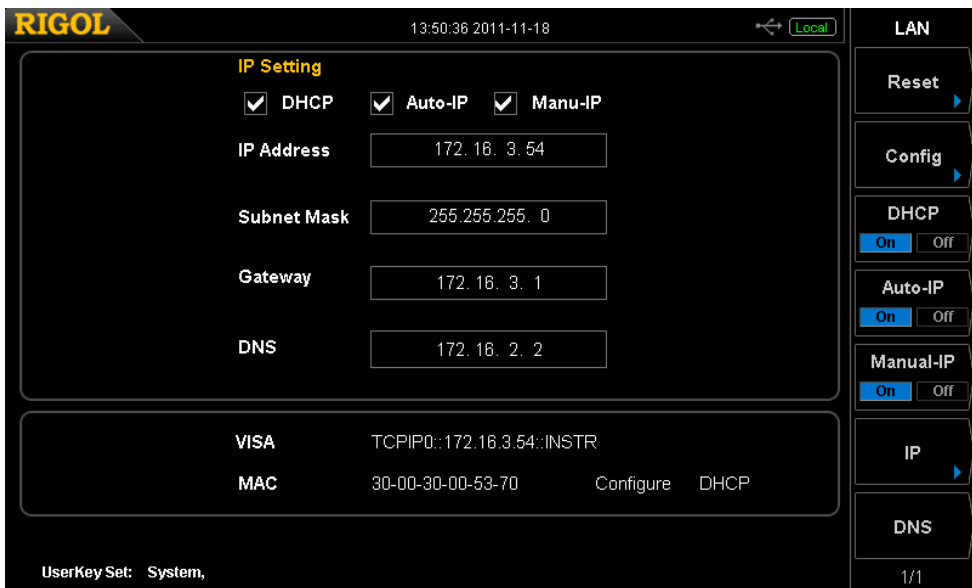 RIGOL 13:50:36 2011-11-18 Local
IP Setting
DHCP Auto-IP Manu-IP
IP Address 172. 16. 3. 54
Subnet Mask 255.255.255. 0
Gateway 172. 16. 3. 1
DNS 172. 16. 2. 2
VISA TCPIP0::172.16.3.54::INSTR
MAC 30-00-30-00-53-70 Configure DHCP
UserKey Set: System,
LAN
Reset
Config
DHCP
On Off
Auto-IP
On Off
Manual-IP
On Off
IP
DNS
1/1